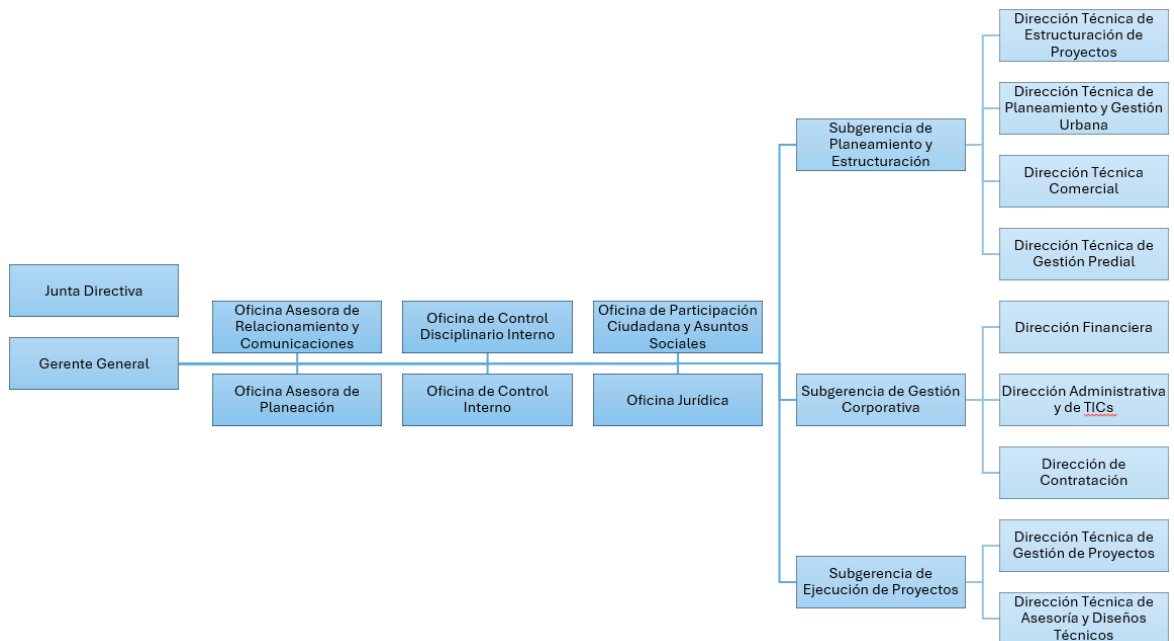 Junta Directiva
Gerente General
Oficina Asesora de
Relacionamiento y
Comunicaciones
Oficina de Control
Disciplinario Interno
Oficina de Participación
Ciudadana y Asuntos
Sociales
Oficina Asesora de
Planeación
Oficina de Control
Interno
Oficina Jurídica
Subgerencia de
Planeamiento y
Estructuración
Dirección Técnica de
Estructuración de
Proyectos
Dirección Técnica de
Planeamiento y Gestión
Urbana
Dirección Técnica
Comercial
Dirección Técnica de
Gestión Predial
Subgerencia de Gestión
Corporativa
Dirección Financiera
Dirección Administrativa
y de TICs
Dirección de
Contratación
Subgerencia de
Ejecución de Proyectos
Dirección Técnica de
Gestión de Proyectos
Dirección Técnica de
Asesoría y Diseños
Técnicos